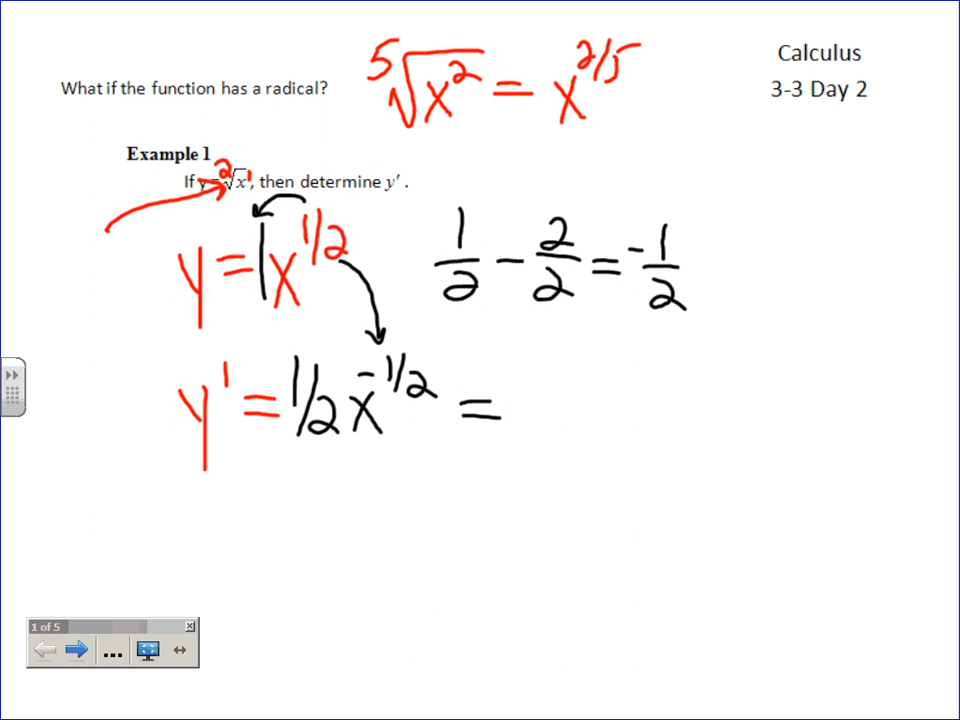 Calculus
3-3 Day 2
What if the function has a radical?
⁵√x² = x^2/5
Example 1
If y = ²√x¹, then determine y′ .
y = 1x^1/2
1/2 − 2/2 = -1/2
y' = 1/2 x^-1/2 =
1 of 5
...